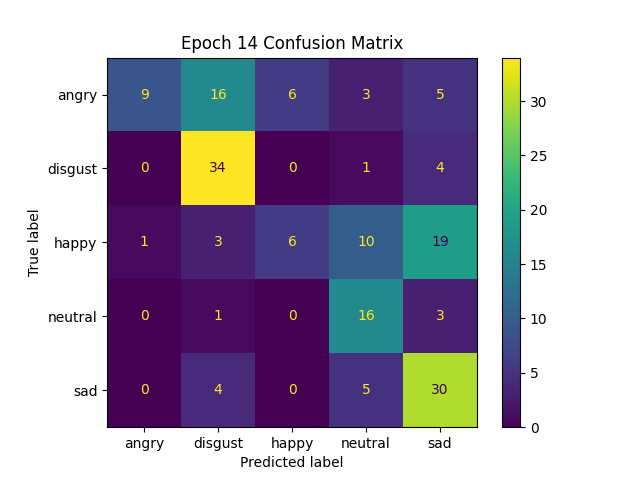 Epoch 14 Confusion Matrix
True label
angry 9 16 6 3 5
disgust 0 34 0 1 4
happy 1 3 6 10 19
neutral 0 1 0 16 3
sad 0 4 0 5 30
angry disgust happy neutral sad
Predicted label
30
25
20
15
10
5
0